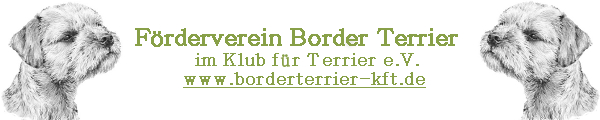 Förderverein Border Terrier
im Klub für Terrier e.V.
www.borderterrier-kft.de